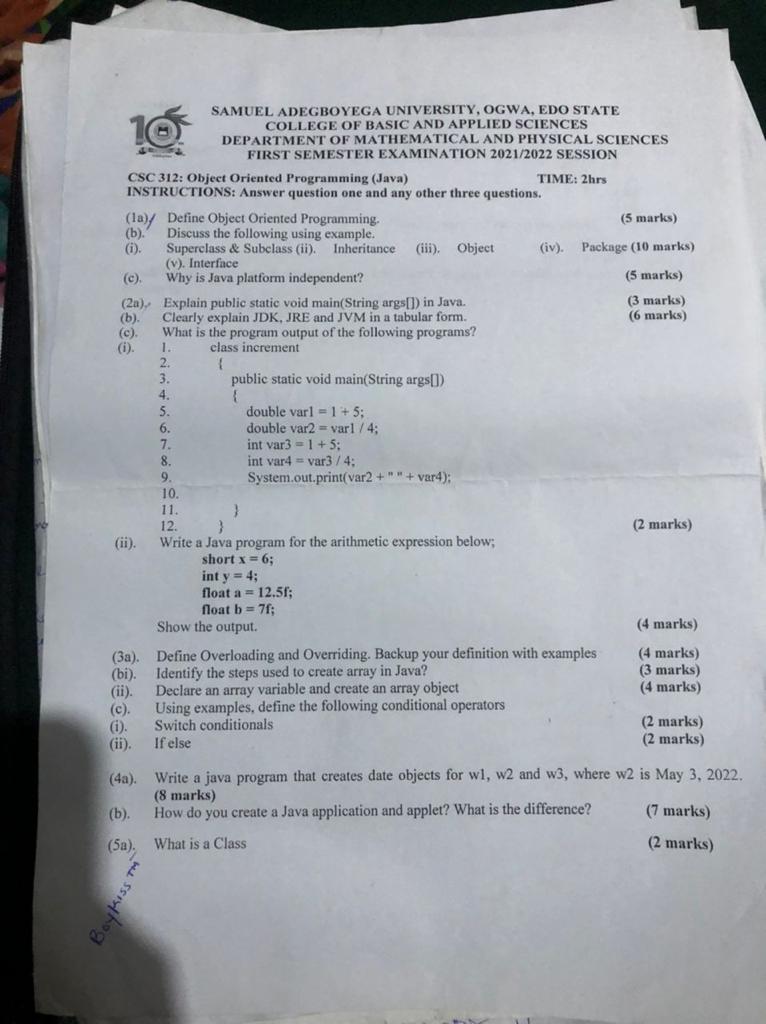 10
SAMUEL ADEGBOYEGA UNIVERSITY, OGWA, EDO STATE
COLLEGE OF BASIC AND APPLIED SCIENCES
DEPARTMENT OF MATHEMATICAL AND PHYSICAL SCIENCES
FIRST SEMESTER EXAMINATION 2021/2022 SESSION
CSC 312: Object Oriented Programming (Java) TIME: 2hrs
INSTRUCTIONS: Answer question one and any other three questions.
(1a) Define Object Oriented Programming. (5 marks)
(b). Discuss the following using example.
(i). Superclass & Subclass (ii). Inheritance (iii). Object (iv). Package (10 marks)
(v). Interface
(c). Why is Java platform independent? (5 marks)
(2a). Explain public static void main(String args[]) in Java. (3 marks)
(b). Clearly explain JDK, JRE and JVM in a tabular form. (6 marks)
(c). What is the program output of the following programs?
(i). 1. class increment
2. {
3. public static void main(String args[])
4. {
5. double var1 = 1 + 5;
6. double var2 = var1 / 4;
7. int var3 = 1 + 5;
8. int var4 = var3 / 4;
9. System.out.print(var2 + " " + var4);
10.
11. }
12. } (2 marks)
(ii). Write a Java program for the arithmetic expression below;
short x = 6;
int y = 4;
float a = 12.5f;
float b = 7f;
Show the output. (4 marks)
(3a). Define Overloading and Overriding. Backup your definition with examples (4 marks)
(bi). Identify the steps used to create array in Java? (3 marks)
(ii). Declare an array variable and create an array object (4 marks)
(c). Using examples, define the following conditional operators
(i). Switch conditionals (2 marks)
(ii). If else (2 marks)
(4a). Write a java program that creates date objects for w1, w2 and w3, where w2 is May 3, 2022.
(8 marks)
(b). How do you create a Java application and applet? What is the difference? (7 marks)
(5a). What is a Class (2 marks)
BoyKiss TM